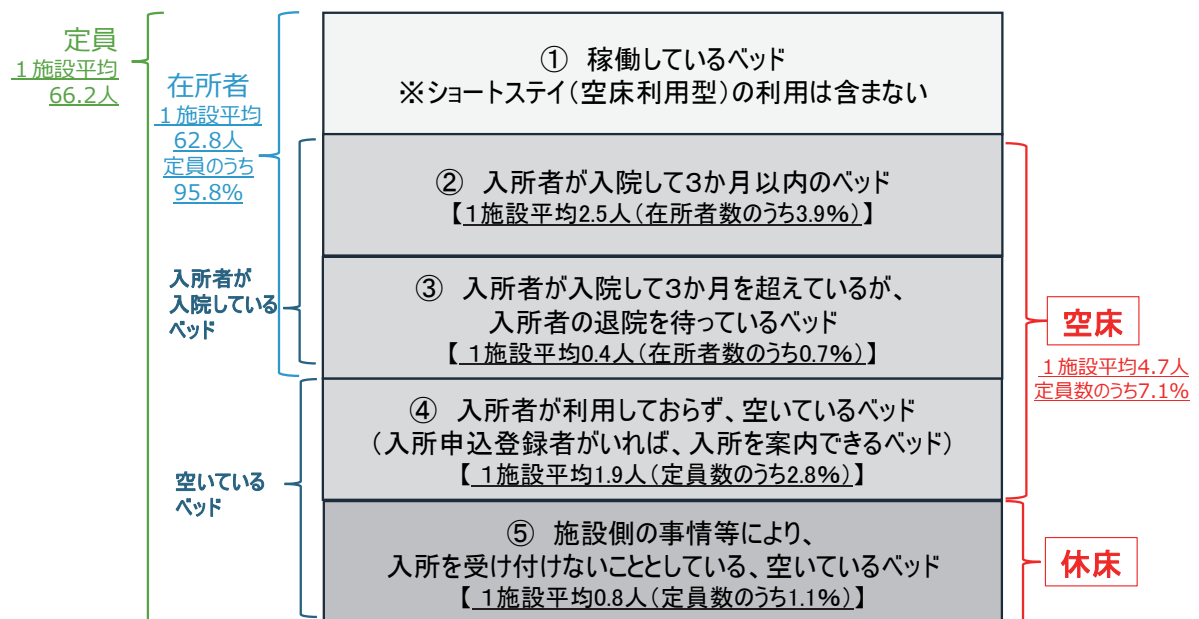 定員
１施設平均
66.2人
在所者
１施設平均
62.8人
定員のうち
95.8%
入所者が
入院している
ベッド
空いている
ベッド
① 稼働しているベッド
※ショートステイ（空床利用型）の利用は含まない
② 入所者が入院して３か月以内のベッド
【１施設平均2.5人（在所者数のうち3.9%）】
③ 入所者が入院して３か月を超えているが、
入所者の退院を待っているベッド
【 １施設平均0.4人（在所者数のうち0.7%）】
④ 入所者が利用しておらず、空いているベッド
（入所申込登録者がいれば、入所を案内できるベッド）
【 １施設平均1.9人（定員数のうち2.8%）】
⑤ 施設側の事情等により、
入所を受け付けないこととしている、空いているベッド
【 １施設平均0.8人（定員数のうち1.1%）】
空床
１施設平均4.7人
定員数のうち7.1%
休床